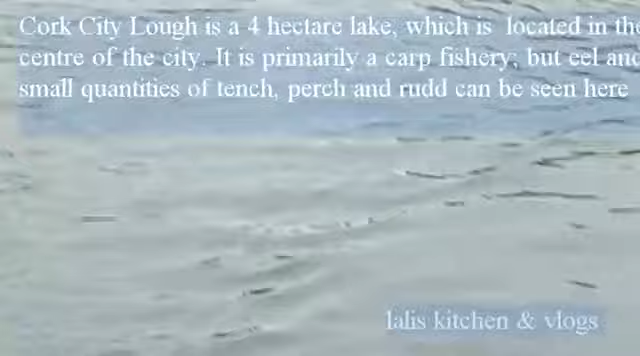 Cork City Lough is a 4 hectare lake, which is located in the
centre of the city. It is primarily a carp fishery; but eel and
small quantities of tench, perch and rudd can be seen here
lalis kitchen & vlogs